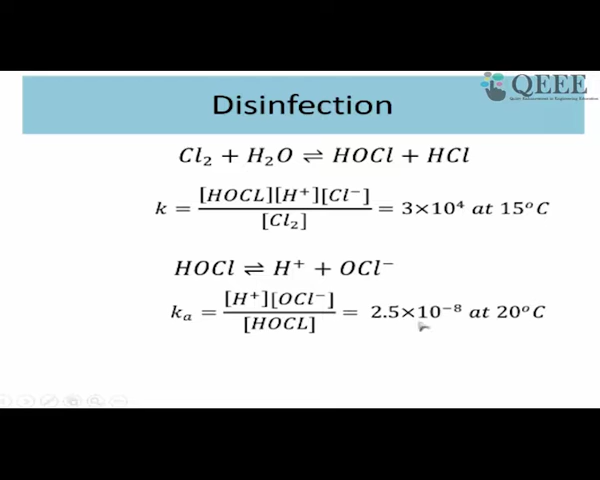 QEEE
Disinfection
Cl₂ + H₂O ⇌ HOCl + HCl
k = [HOCL][H⁺][Cl⁻] / [Cl₂] = 3×10⁴ at 15°C
HOCl ⇌ H⁺ + OCl⁻
kₐ = [H⁺][OCl⁻] / [HOCL] = 2.5×10⁻⁸ at 20°C